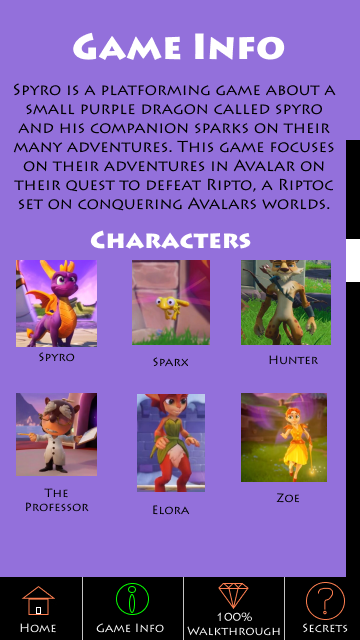 Game Info
Spyro is a platforming game about a
small purple dragon called spyro
and his companion sparks on their
many adventures. This game focuses
on their adventures in Avalar on
their quest to defeat Ripto, a Riptoc
set on conquering Avalars worlds.
Characters
Spyro
Sparx
Hunter
The
Professor
Elora
Zoe
Home
Game Info
100%
Walkthrough
Secrets